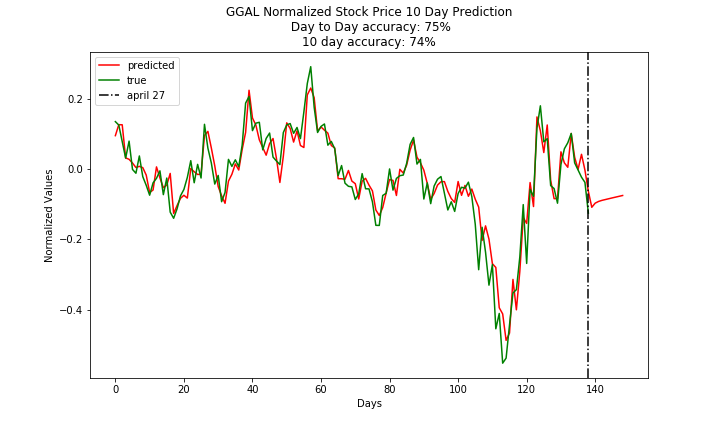 GGAL Normalized Stock Price 10 Day Prediction
Day to Day accuracy: 75%
10 day accuracy: 74%
predicted
true
april 27
0.2
0.0
−0.2
−0.4
Normalized Values
0 20 40 60 80 100 120 140
Days